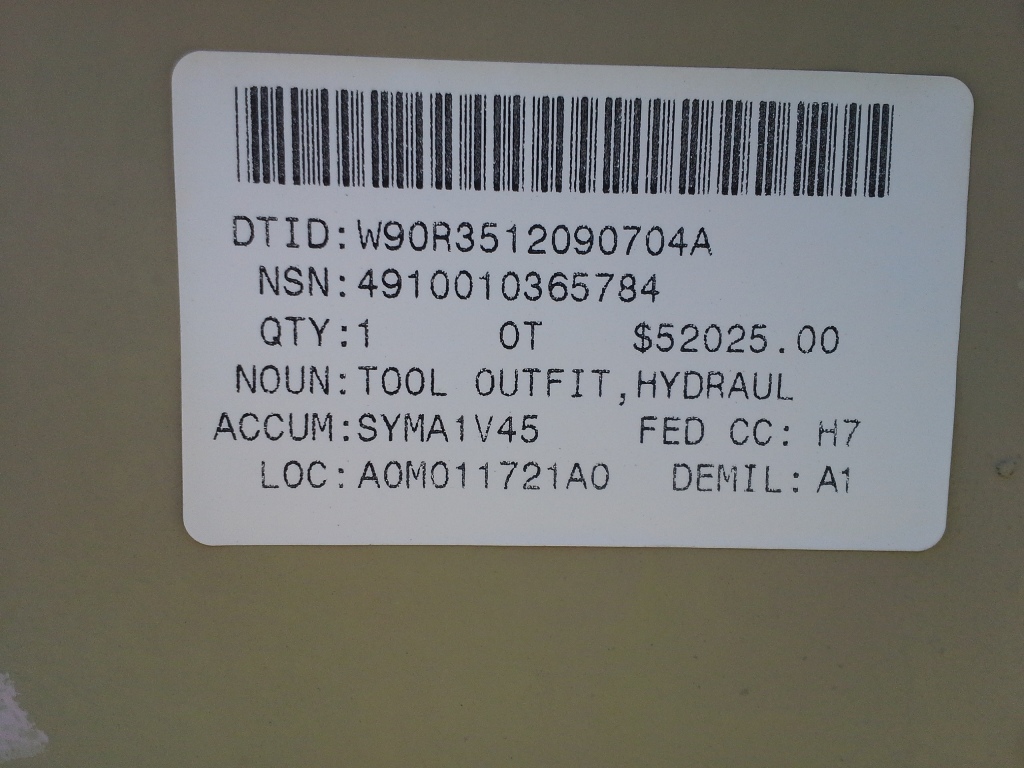 DTID:W90R3512090704A
NSN:4910010365784
QTY:1 OT $52025.00
NOUN:TOOL OUTFIT,HYDRAUL
ACCUM:SYMA1V45 FED CC: H7
LOC:A0M011721A0 DEMIL: A1